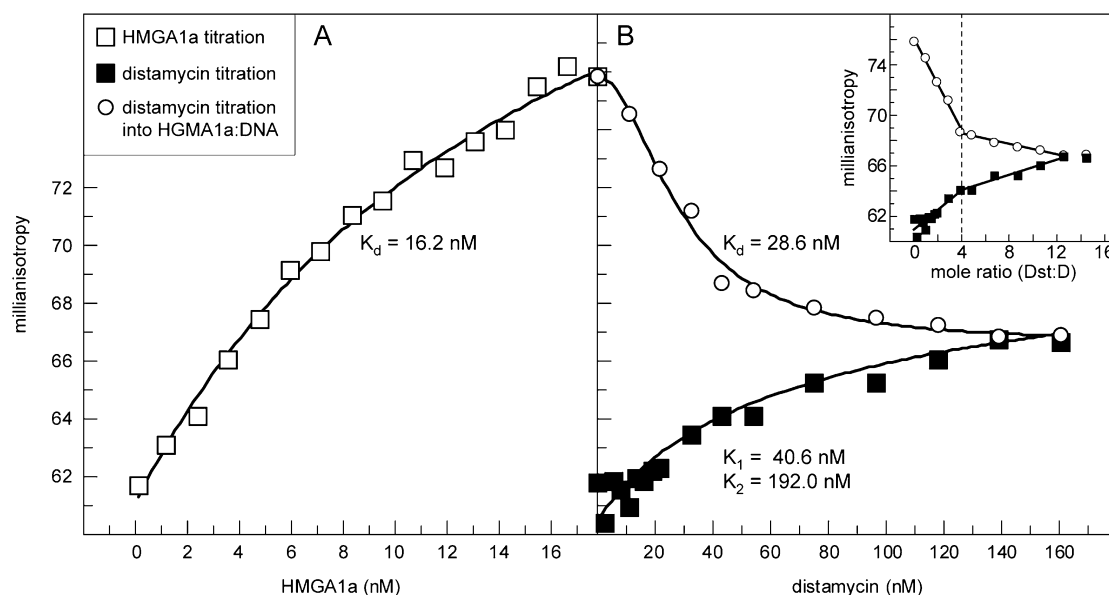 HMGA1a titration
distamycin titration
distamycin titration
into HGMA1a:DNA
A
B
millianisotropy
72
70
68
66
64
62
K_d = 16.2 nM
0 2 4 6 8 10 12 14 16
HMGA1a (nM)
K_d = 28.6 nM
K_1 = 40.6 nM
K_2 = 192.0 nM
20 40 60 80 100 120 140 160
distamycin (nM)
millianisotropy
74
70
66
62
0 4 8 12 16
mole ratio (Dst:D)